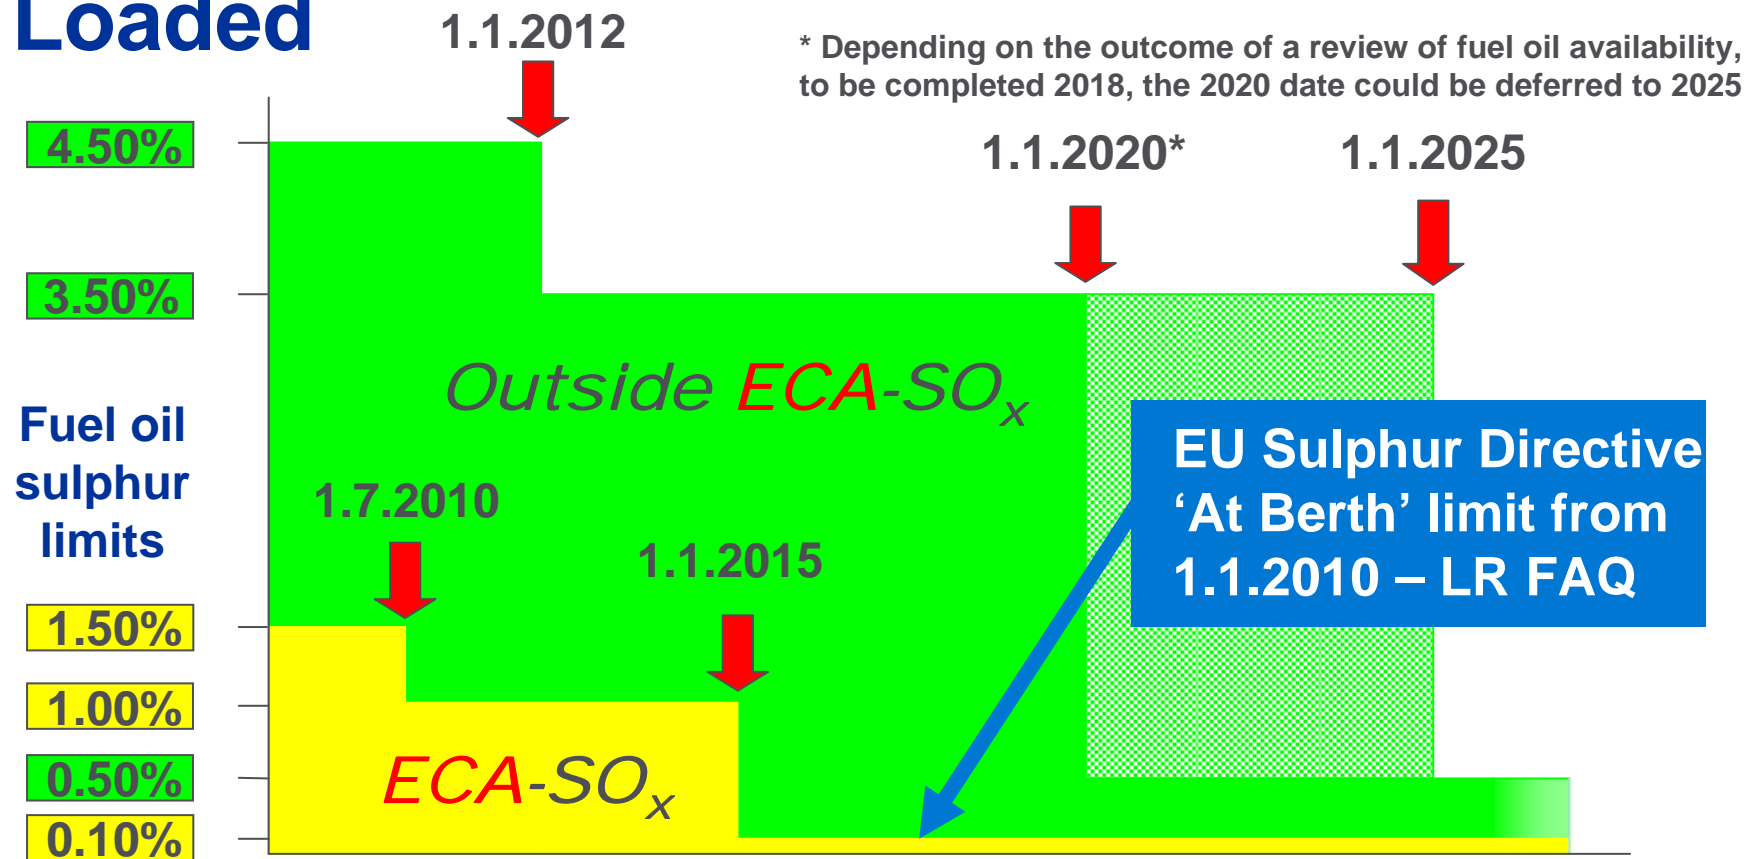 Loaded
1.1.2012
* Depending on the outcome of a review of fuel oil availability,
to be completed 2018, the 2020 date could be deferred to 2025
4.50%
1.1.2020*
1.1.2025
3.50%
Outside ECA-SOx
Fuel oil
sulphur
limits
EU Sulphur Directive
‘At Berth’ limit from
1.1.2010 – LR FAQ
1.7.2010
1.1.2015
1.50%
1.00%
0.50%
ECA-SOx
0.10%